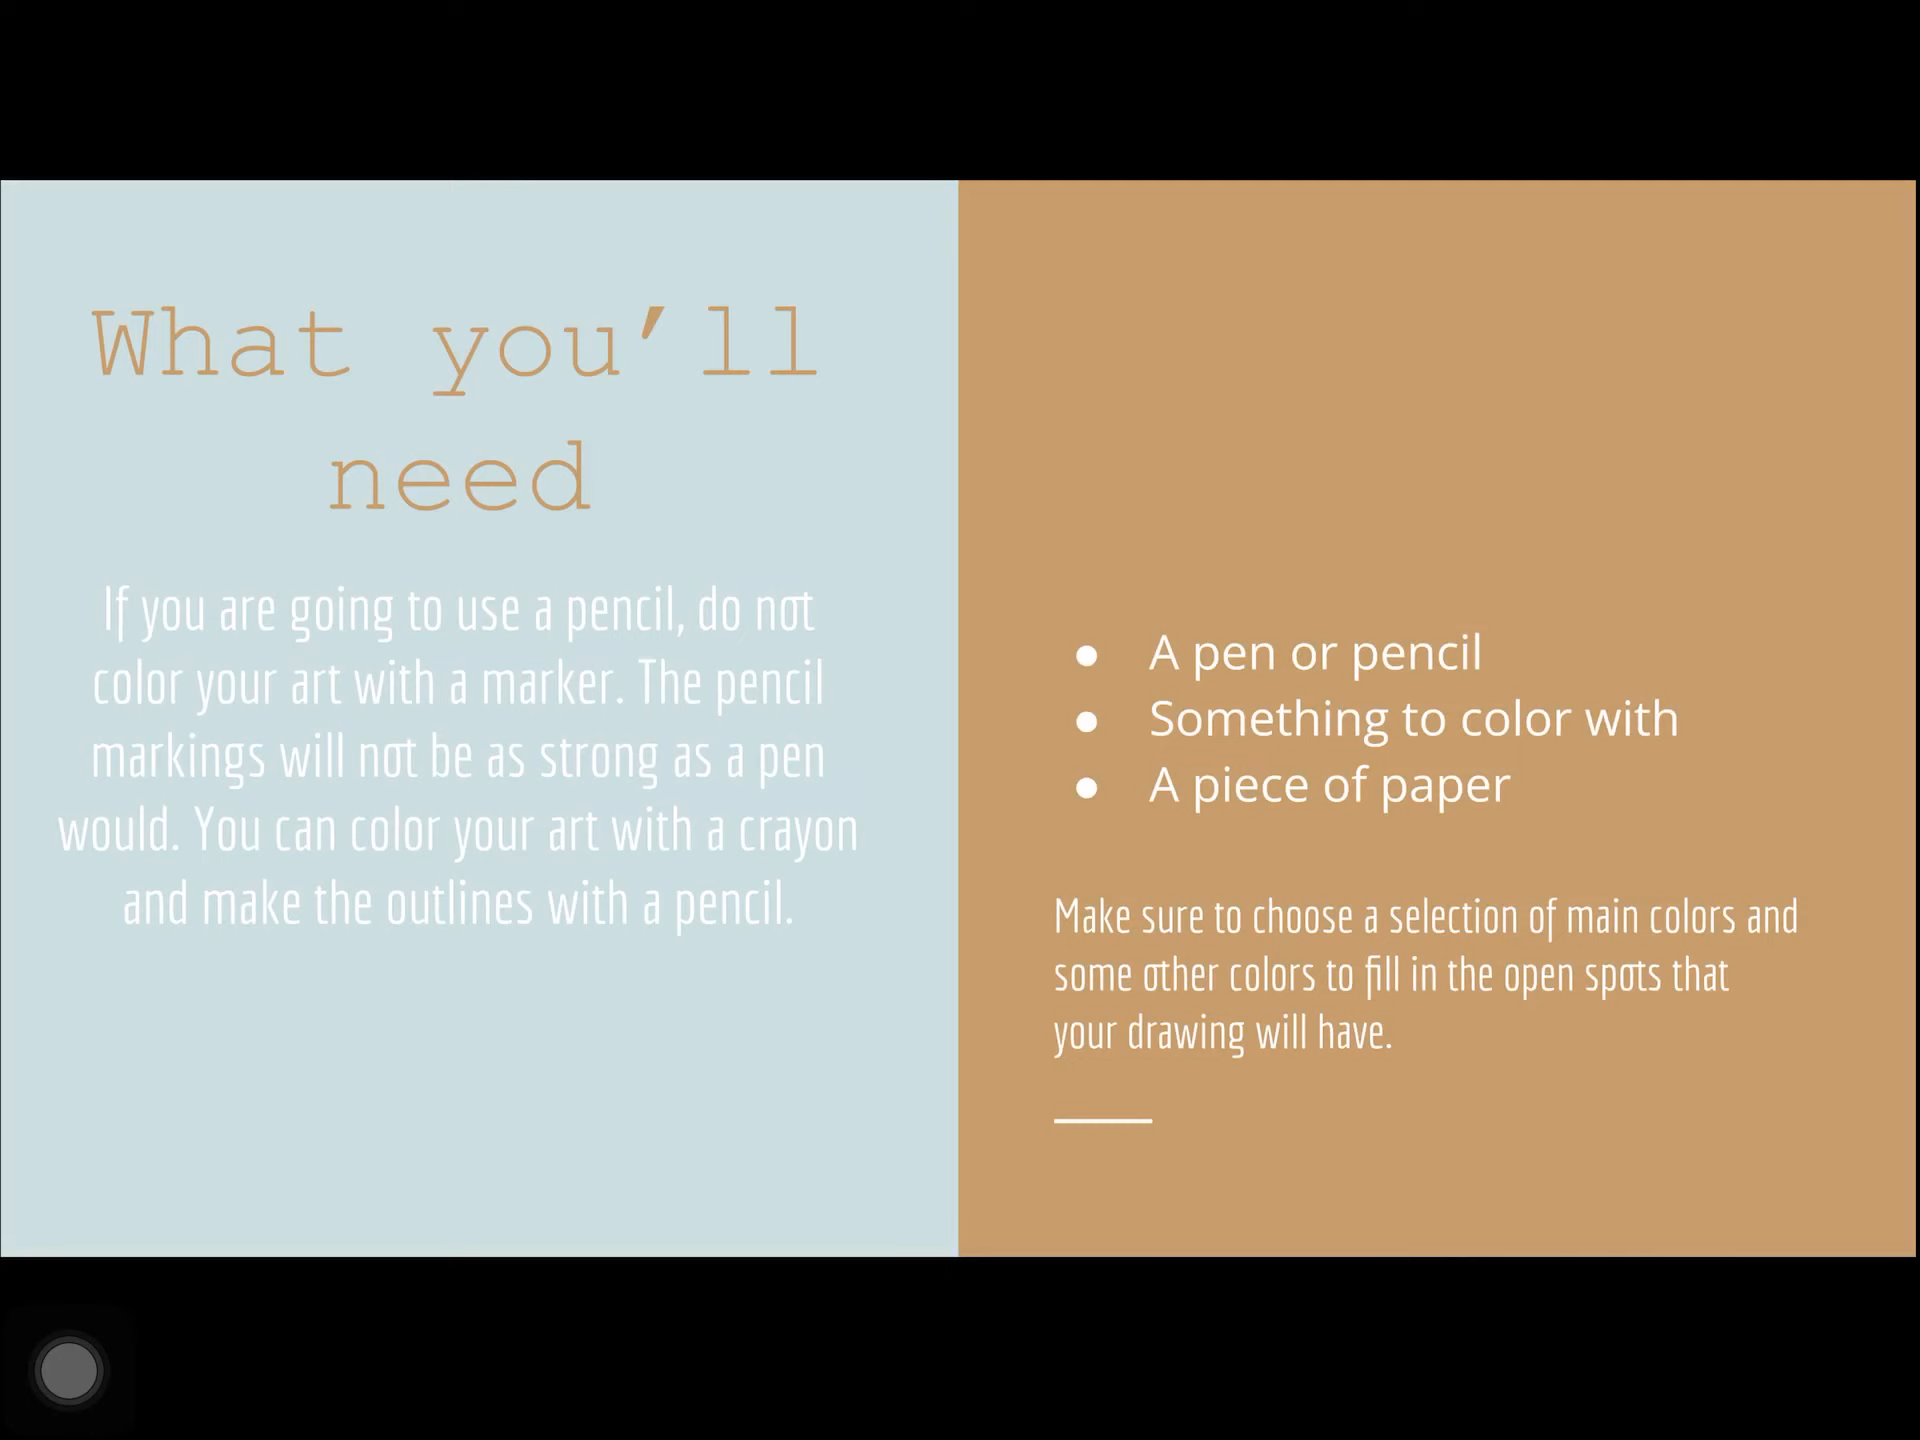 What you’ll
need
If you are going to use a pencil, do not
color your art with a marker. The pencil
markings will not be as strong as a pen
would. You can color your art with a crayon
and make the outlines with a pencil.
● A pen or pencil
● Something to color with
● A piece of paper
Make sure to choose a selection of main colors and
some other colors to fill in the open spots that
your drawing will have.